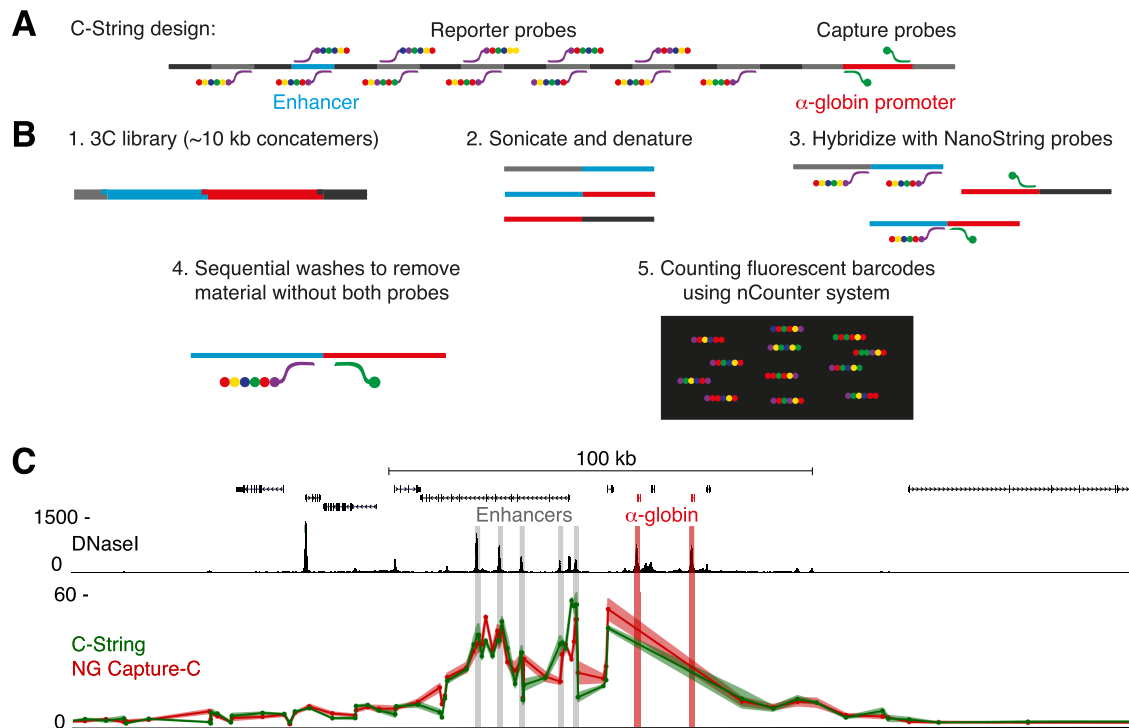 A
C-String design:
Reporter probes
Capture probes
Enhancer
α-globin promoter
B
1. 3C library (~10 kb concatemers)
2. Sonicate and denature
3. Hybridize with NanoString probes
4. Sequential washes to remove
material without both probes
5. Counting fluorescent barcodes
using nCounter system
C
100 kb
Enhancers
α-globin
1500 -
DNaseI
0
60 -
C-String
NG Capture-C
0